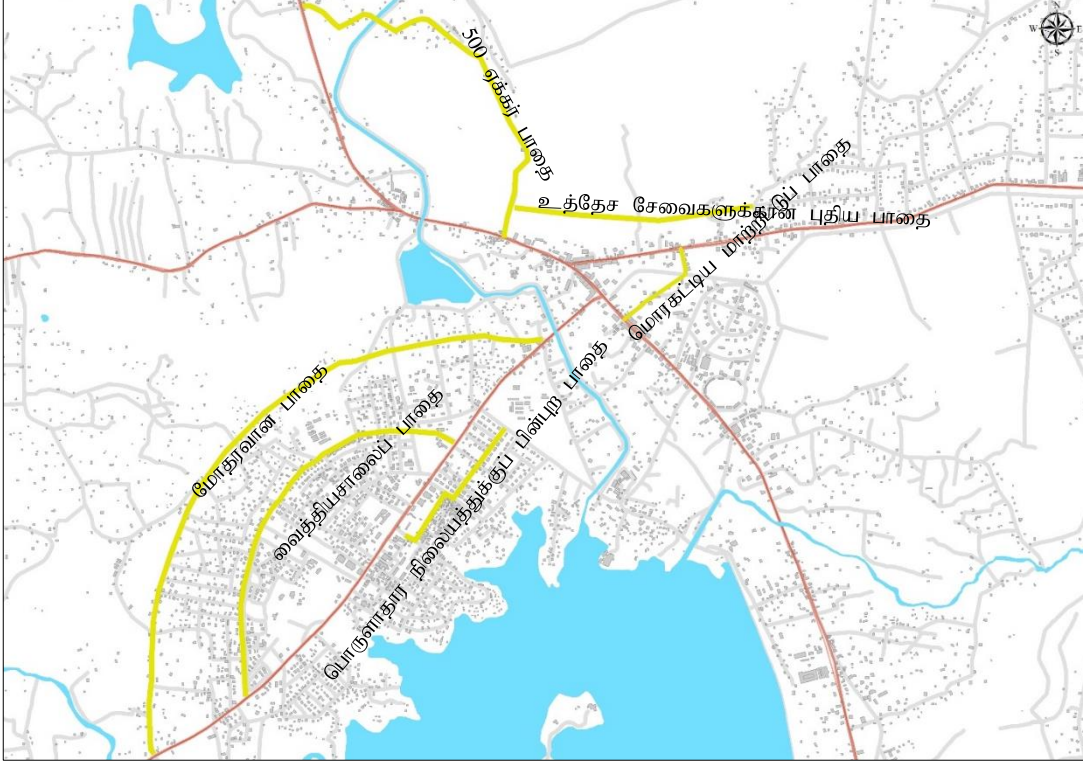 N
W E
S
500 ஏக்கர் பாதை
உத்தேச சேவைகளுக்கான புதிய பாதை
மொரகட்டிய மாற்றீடுப் பாதை
மோதரவான பாதை
வைத்தியசாலைப் பாதை
பொருளாதார நிலையத்துக்குப் பின்புற பாதை